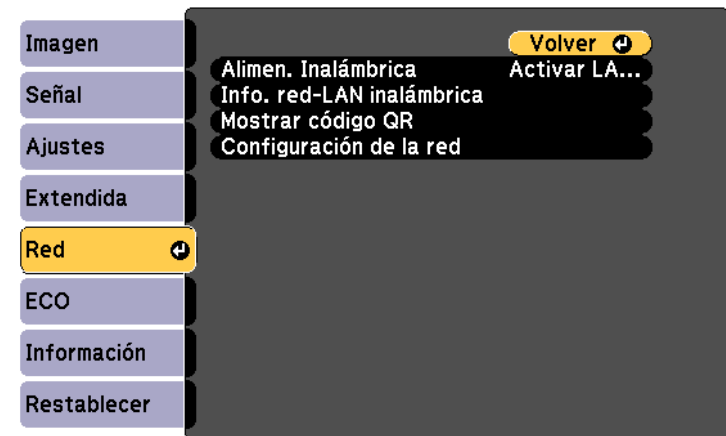 Imagen
Señal
Ajustes
Extendida
Red
ECO
Información
Restablecer
Volver
Alimen. Inalámbrica Activar LA...
Info. red-LAN inalámbrica
Mostrar código QR
Configuración de la red